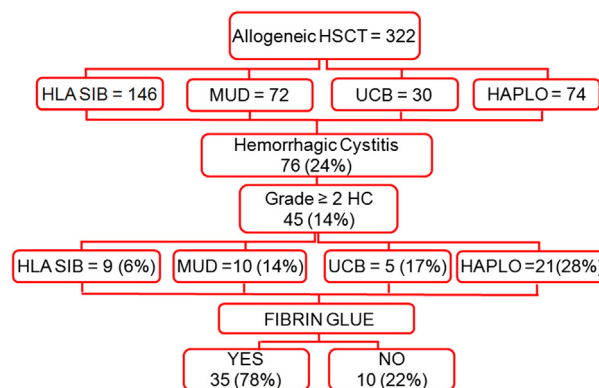 Allogeneic HSCT = 322
HLA SIB = 146
MUD = 72
UCB = 30
HAPLO = 74
Hemorrhagic Cystitis
76 (24%)
Grade ≥ 2 HC
45 (14%)
HLA SIB = 9 (6%)
MUD=10 (14%)
UCB = 5 (17%)
HAPLO=21(28%)
FIBRIN GLUE
YES
35 (78%)
NO
10 (22%)